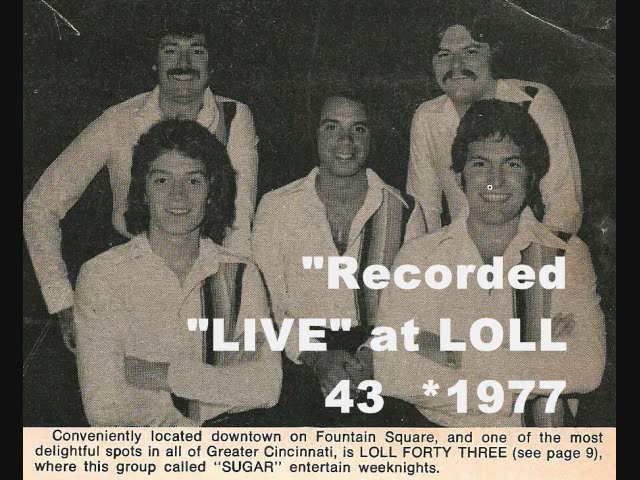 "Recorded
"LIVE" at LOLL
43 *1977
Conveniently located downtown on Fountain Square, and one of the most
delightful spots in all of Greater Cincinnati, is LOLL FORTY THREE (see page 9),
where this group called "SUGAR" entertain weeknights.